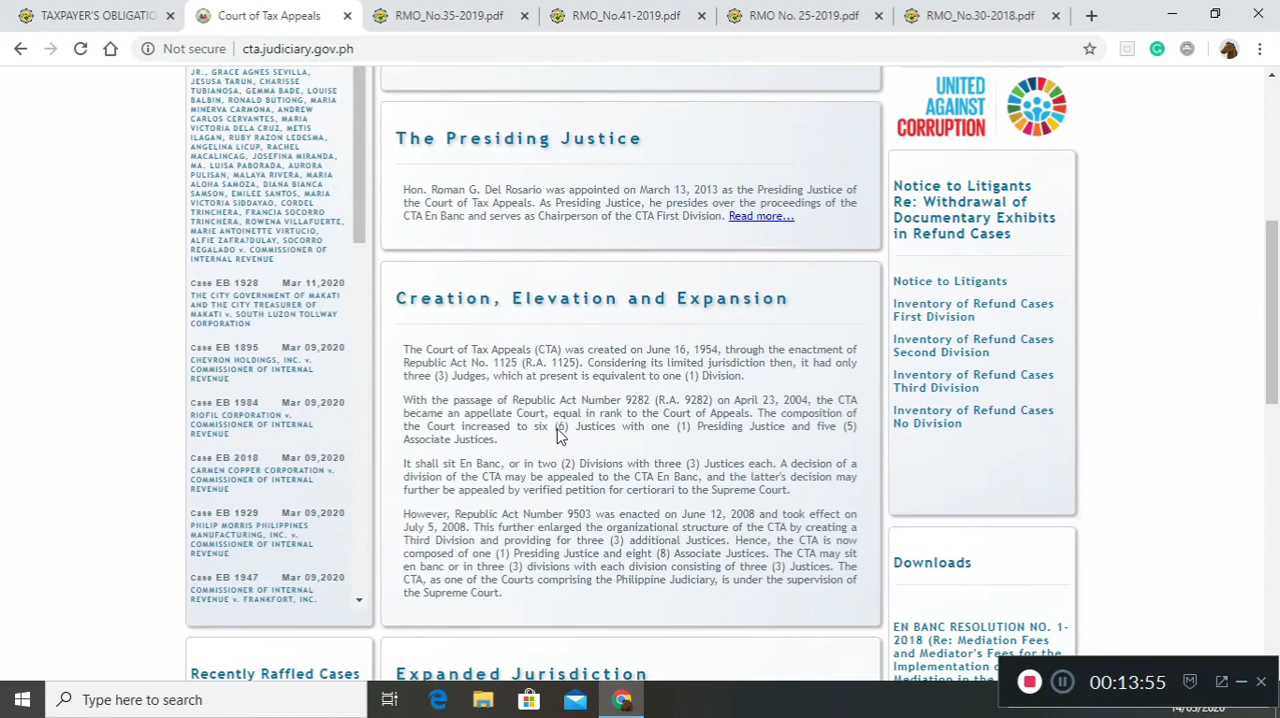 TAXPAYER'S OBLIGATIO
Court of Tax Appeals
RMO_No.35-2019.pdf
RMO_No.41-2019.pdf
RMO No. 25-2019.pdf
RMO_No.30-2018.pdf
Not secure
cta.judiciary.gov.ph
JR., GRACE AGNES SEVILLA,
JESUSA TARUN, CHARISSE
TUBIANOSA, GEMMA BADE, LOUISE
BALBIN, RONALD BUTIONG, MARIA
MINERVA CARMONA, ANDREW
CARLOS CERVANTES, MARIA
VICTORIA DELA CRUZ, METIS
ILAGAN, RUBY RAZON LEDESMA,
ANGELINA LICUP, RACHEL
MACALINCAG, JOSEFINA MIRANDA,
MA. LUISA PABORADA, AURORA
PULISAN, MALAYA RIVERA, MARIA
ALOHA SAMOZA, DIANA BIANCA
SAMSON, EMILEE SANTOS, MARIA
VICTORIA SIDDAYAO, CORDEL
TRINCHERA, FRANCIA SOCORRO
TRINCHERA, ROWENA VILLAFUERTE,
MARIE ANTOINETTE VIRTUCIO,
ALFIE ZAFRA?DULAY, SOCORRO
REGALADO v. COMMISSIONER OF
INTERNAL REVENUE
Case EB 1928 Mar 11,2020
THE CITY GOVERNMENT OF MAKATI
AND THE CITY TREASURER OF
MAKATI v. SOUTH LUZON TOLLWAY
CORPORATION
Case EB 1895 Mar 09,2020
CHEVRON HOLDINGS, INC. v.
COMMISSIONER OF INTERNAL
REVENUE
Case EB 1984 Mar 09,2020
RIOFIL CORPORATION v.
COMMISSIONER OF INTERNAL
REVENUE
Case EB 2018 Mar 09,2020
CARMEN COPPER CORPORATION v.
COMMISSIONER OF INTERNAL
REVENUE
Case EB 1929 Mar 09,2020
PHILIP MORRIS PHILIPPINES
MANUFACTURING, INC. v.
COMMISSIONER OF INTERNAL
REVENUE
Case EB 1947 Mar 09,2020
COMMISSIONER OF INTERNAL
REVENUE v. FRANKFORT, INC.
Recently Raffled Cases
The Presiding Justice
Hon. Roman G. Del Rosario was appointed on March 13, 2013 as the Presiding Justice of
the Court of Tax Appeals. As Presiding Justice, he presides over the proceedings of the
CTA En Banc and serves as Chairperson of the CTA First Division. Read more...
Creation, Elevation and Expansion
The Court of Tax Appeals (CTA) was created on June 16, 1954, through the enactment of
Republic Act No. 1125 (R.A. 1125). Considering its limited jurisdiction then, it had only
three (3) Judges, which at present is equivalent to one (1) Division.
With the passage of Republic Act Number 9282 (R.A. 9282) on April 23, 2004, the CTA
became an appellate Court, equal in rank to the Court of Appeals. The composition of
the Court increased to six (6) Justices with one (1) Presiding Justice and five (5)
Associate Justices.
It shall sit En Banc, or in two (2) Divisions with three (3) Justices each. A decision of a
division of the CTA may be appealed to the CTA En Banc, and the latter's decision may
further be appealed by verified petition for certiorari to the Supreme Court.
However, Republic Act Number 9503 was enacted on June 12, 2008 and took effect on
July 5, 2008. This further enlarged the organizational structure of the CTA by creating a
Third Division and providing for three (3) additional Justices. Hence, the CTA is now
composed of one (1) Presiding Justice and eight (8) Associate Justices. The CTA may sit
en banc or in three (3) divisions with each division consisting of three (3) Justices. The
CTA, as one of the Courts comprising the Philippine Judiciary, is under the supervision of
the Supreme Court.
Expanded Jurisdiction
UNITED
AGAINST
CORRUPTION
Notice to Litigants
Re: Withdrawal of
Documentary Exhibits
in Refund Cases
Notice to Litigants
Inventory of Refund Cases
First Division
Inventory of Refund Cases
Second Division
Inventory of Refund Cases
Third Division
Inventory of Refund Cases
No Division
Downloads
EN BANC RESOLUTION NO. 1-
2018 (Re: Mediation Fees
and Mediator's Fees for the
Implementation
Mediation in the
00:13:55
Type here to search
14/03/2020